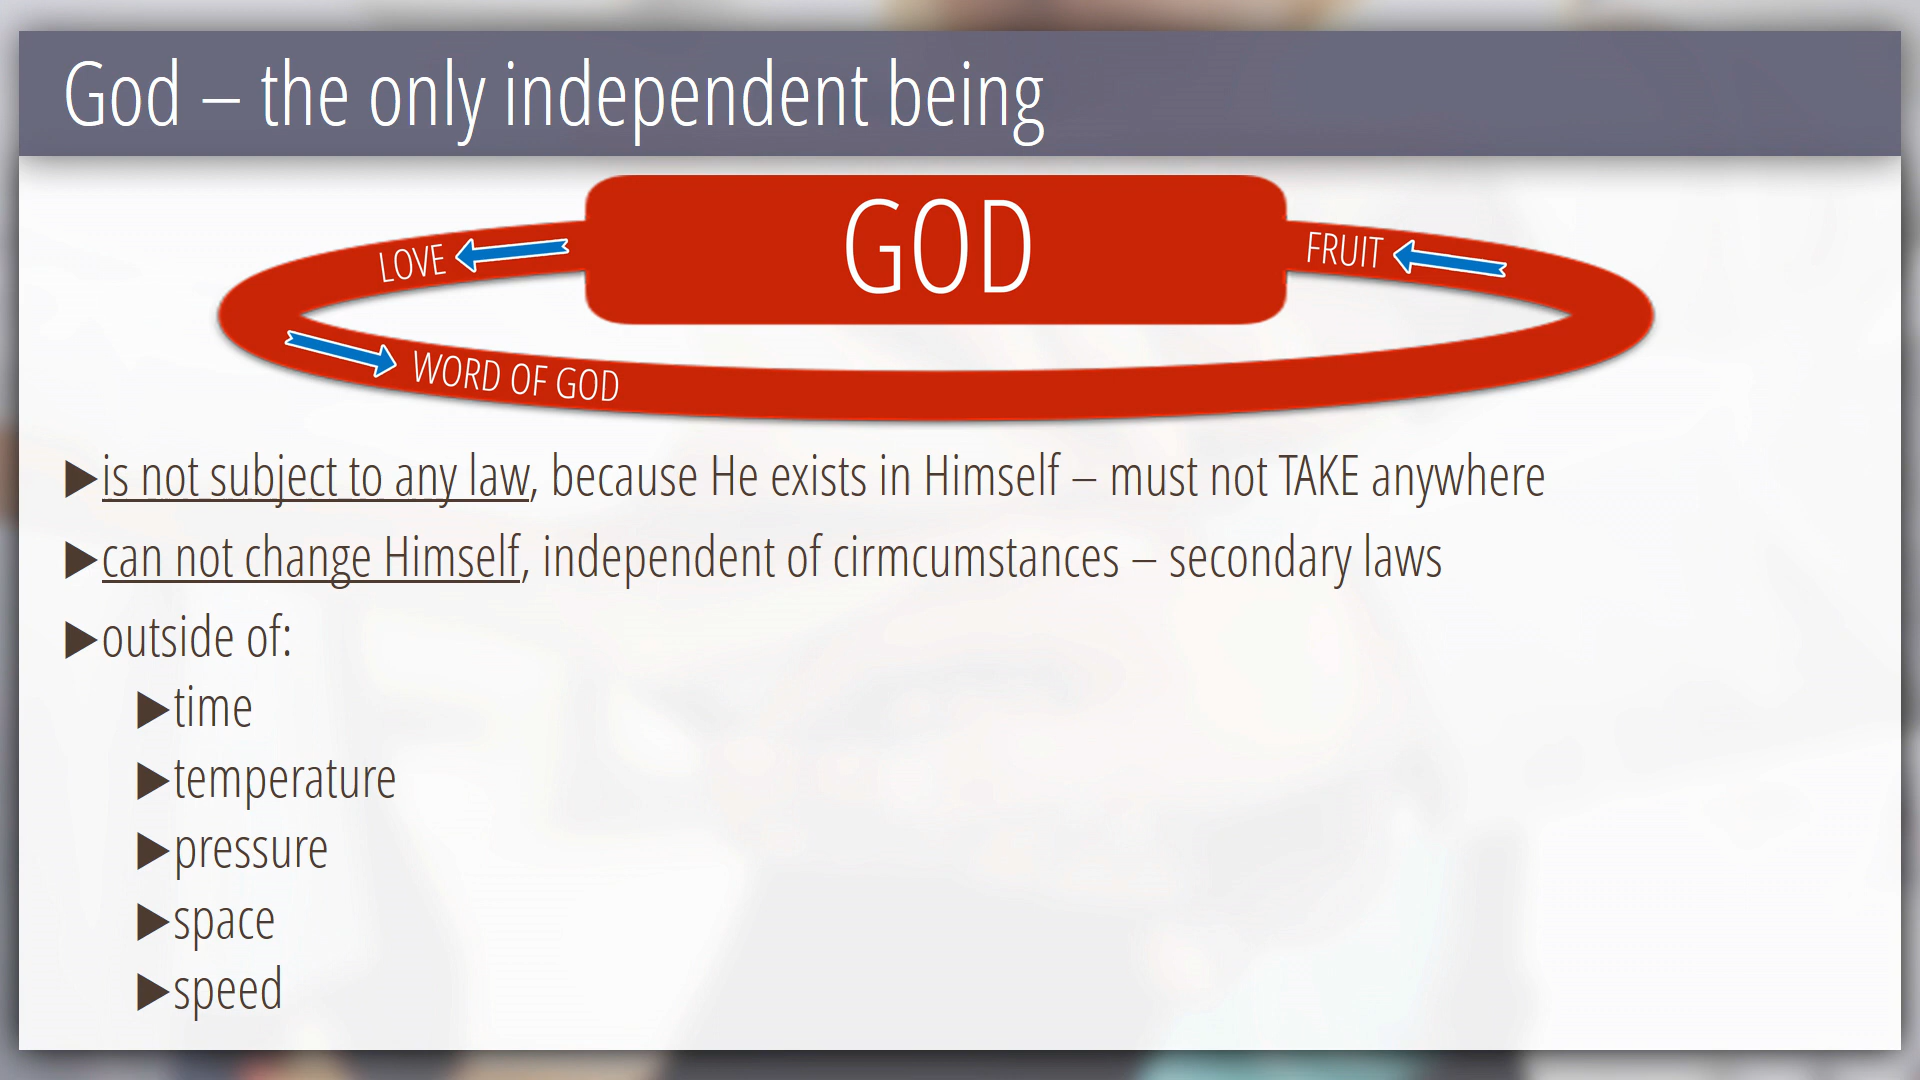 God – the only independent being
GOD
LOVE
FRUIT
WORD OF GOD
▶is not subject to any law, because He exists in Himself – must not TAKE anywhere
▶can not change Himself, independent of cirmcumstances – secondary laws
▶outside of:
▶time
▶temperature
▶pressure
▶space
▶speed